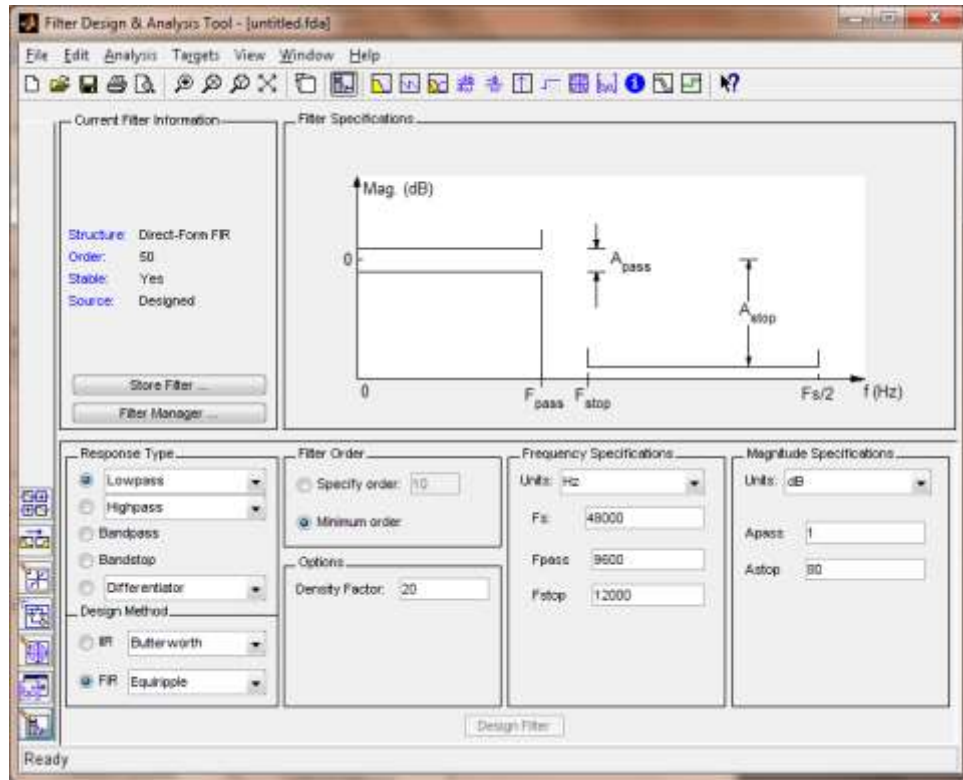 Filter Design & Analysis Tool - [untitled.fda]
File Edit Analysis Targets View Window Help
Current Filter Information
Structure: Direct-Form FIR
Order: 50
Stable: Yes
Source: Designed
Store Filter ...
Filter Manager ...
Filter Specifications
Mag. (dB)
0
Apass
Astop
0
Fpass
Fstop
Fs/2
f (Hz)
Response Type
Lowpass
Highpass
Bandpass
Bandstop
Differentiator
Design Method
IIR Butterworth
FIR Equiripple
Filter Order
Specify order: 10
Minimum order
Options
Density Factor: 20
Frequency Specifications
Units: Hz
Fs: 48000
Fpass 9600
Fstop 12000
Magnitude Specifications
Units: dB
Apass 1
Astop 80
Design Filter
Ready